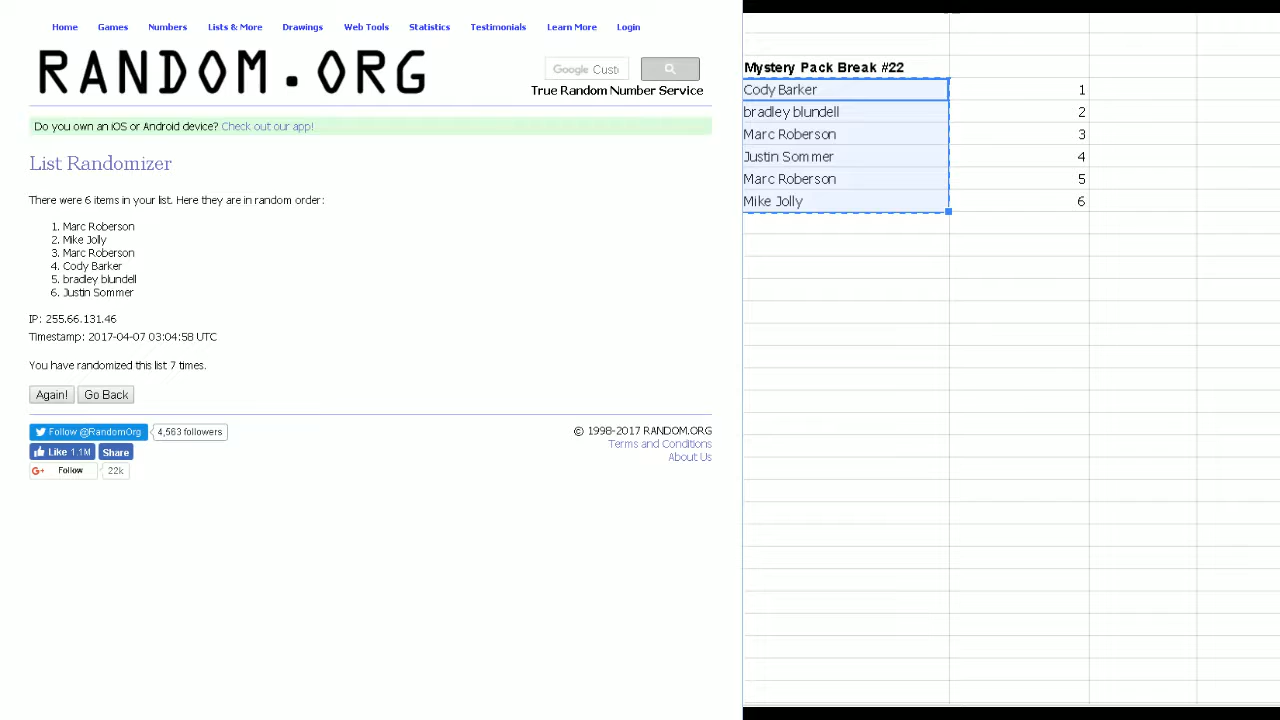 Home Games Numbers Lists & More Drawings Web Tools Statistics Testimonials Learn More Login
RANDOM.ORG
Google Cust
True Random Number Service
Do you own an iOS or Android device? Check out our app!
List Randomizer
There were 6 items in your list. Here they are in random order:
1. Marc Roberson
2. Mike Jolly
3. Marc Roberson
4. Cody Barker
5. bradley blundell
6. Justin Sommer
IP: 255.66.131.46
Timestamp: 2017-04-07 03:04:58 UTC
You have randomized this list 7 times.
Again! Go Back
Follow @RandomOrg 4,563 followers
Like 1.1M Share
G+ Follow 22k
© 1998-2017 RANDOM.ORG
Terms and Conditions
About Us
Mystery Pack Break #22
Cody Barker 1
bradley blundell 2
Marc Roberson 3
Justin Sommer 4
Marc Roberson 5
Mike Jolly 6